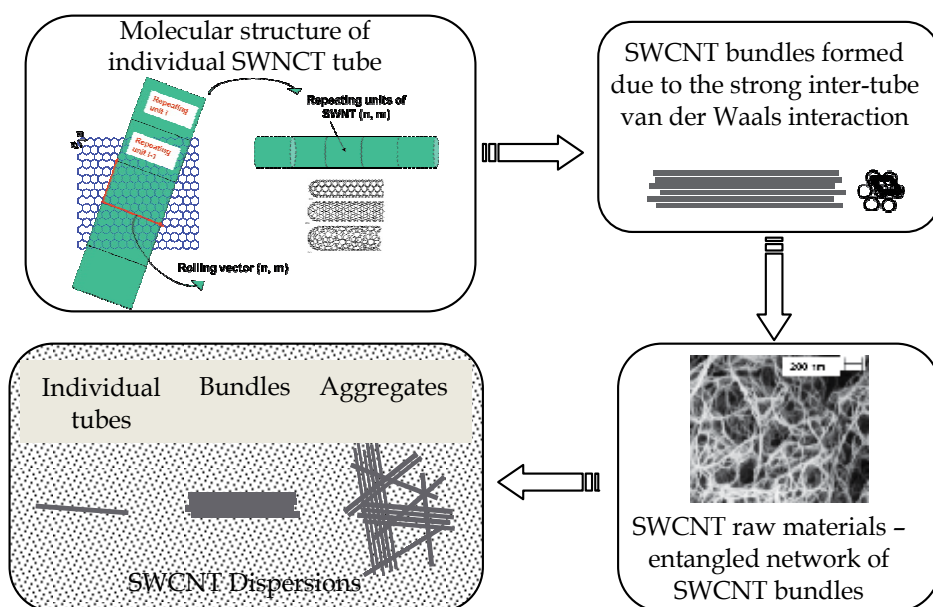 Molecular structure of
individual SWNCT tube
Repeating
unit i
Repeating
unit i-1
Repeating units of
SWNT (n, m)
Rolling vector (n, m)
SWCNT bundles formed
due to the strong inter-tube
van der Waals interaction
200 nm
SWCNT raw materials –
entangled network of
SWCNT bundles
Individual
tubes
Bundles
Aggregates
SWCNT Dispersions